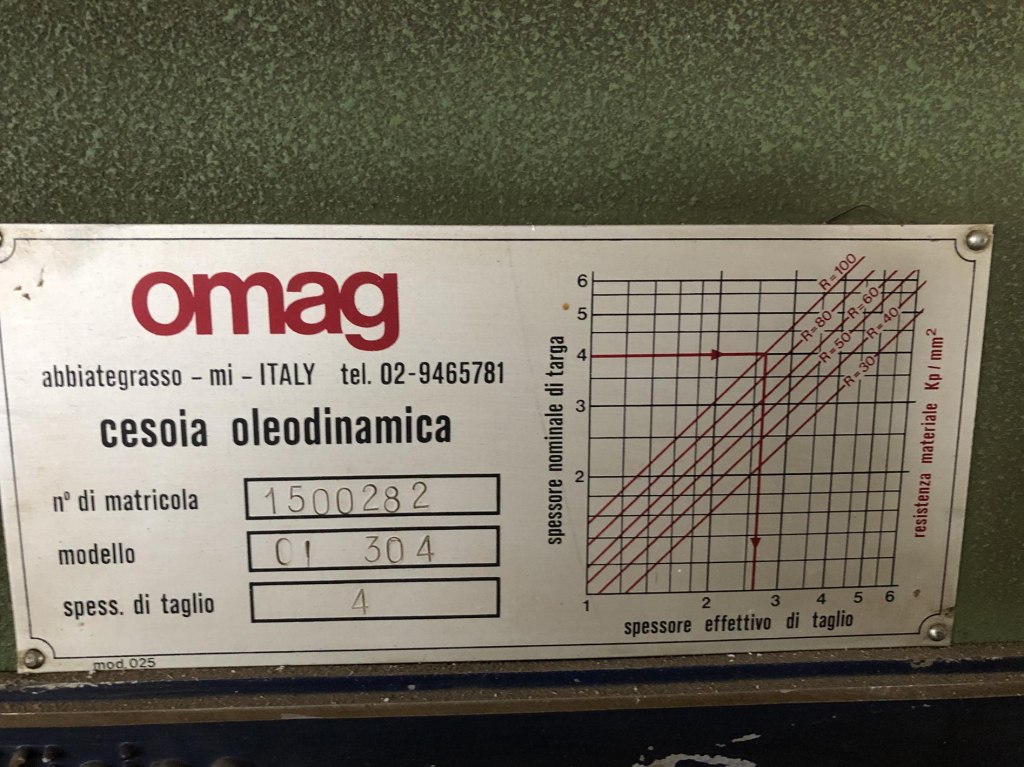 omag
abbiategrasso - mi - ITALY tel. 02-9465781
cesoia oleodinamica
n° di matricola 1500282
modello OI 304
spess. di taglio 4
mod. 025
spessore nominale di targa
6
5
4
3
2
1 2 3 4 5 6
spessore effettivo di taglio
R=100
R=80
R=60
R=50
R=40
R=30
resistenza materiale Kp/mm²